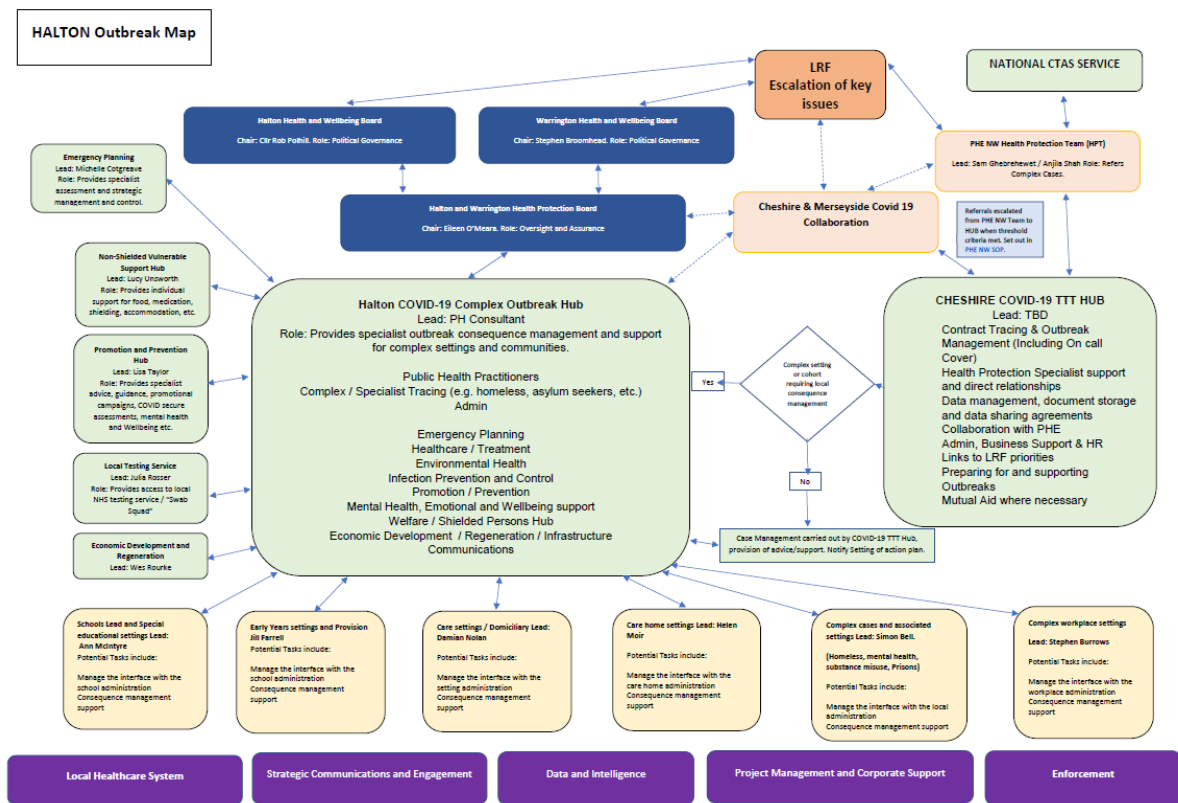 HALTON Outbreak Map
LRF
Escalation of key
issues
NATIONAL CTAS SERVICE
Halton Health and Wellbeing Board
Chair: Cllr Rob Polhill. Role: Political Governance
Warrington Health and Wellbeing Board
Chair: Stephen Broomhead. Role: Political Governance
PHE NW Health Protection Team (HPT)
Lead: Sam Ghebrehewet / Anjila Shah Role: Refers
Complex Cases.
Emergency Planning
Lead: Michelle Cotgreave
Role: Provides specialist
assessment and strategic
management and control.
Halton and Warrington Health Protection Board
Chair: Eileen O'Meara. Role: Oversight and Assurance
Cheshire & Merseyside Covid 19
Collaboration
Referrals escalated
from PHE NW Team to
HUB when threshold
criteria met. Set out in
PHE NW SOP.
Non-Shielded Vulnerable
Support Hub
Lead: Lucy Unsworth
Role: Provides individual
support for food, medication,
shielding, accommodation, etc.
Promotion and Prevention
Hub
Lead: Lisa Taylor
Role: Provides specialist
advice, guidance, promotional
campaigns, COVID secure
assessments, mental health
and Wellbeing etc.
Local Testing Service
Lead: Julia Rosser
Role: Provides access to local
NHS testing service / "Swab
Squad"
Economic Development and
Regeneration
Lead: Wes Rourke
Halton COVID-19 Complex Outbreak Hub
Lead: PH Consultant
Role: Provides specialist outbreak consequence management and support
for complex settings and communities.
Public Health Practitioners
Complex / Specialist Tracing (e.g. homeless, asylum seekers, etc.)
Admin
Emergency Planning
Healthcare / Treatment
Environmental Health
Infection Prevention and Control
Promotion / Prevention
Mental Health, Emotional and Wellbeing support
Welfare / Shielded Persons Hub
Economic Development / Regeneration / Infrastructure
Communications
Yes
Complex setting
or cohort
requiring local
consequence
management
No
Case Management carried out by COVID-19 TTT Hub,
provision of advice/support. Notify Setting of action plan.
CHESHIRE COVID-19 TTT HUB
Lead: TBD
Contract Tracing & Outbreak
Management (Including On call
Cover)
Health Protection Specialist support
and direct relationships
Data management, document storage
and data sharing agreements
Collaboration with PHE
Admin, Business Support & HR
Links to LRF priorities
Preparing for and supporting
Outbreaks
Mutual Aid where necessary
Schools Lead and Special
educational settings Lead:
Ann McIntyre
Potential Tasks include:
Manage the interface with the
school administration
Consequence management
support
Early Years settings and Provision
Jill Farrell
Potential Tasks include:
Manage the interface with the
school administration
Consequence management
support
Care settings / Domiciliary Lead:
Damian Nolan
Potential Tasks include:
Manage the interface with the
setting administration
Consequence management
support
Care home settings Lead: Helen
Moir
Potential Tasks include:
Manage the interface with the
care home administration
Consequence management
support
Complex cases and associated
settings Lead: Simon Bell.
(Homeless, mental health,
substance misuse, Prisons)
Potential Tasks include:
Manage the interface with the local
administration
Consequence management support
Complex workplace settings
Lead: Stephen Burrows
Potential Tasks include:
Manage the interface with the
workplace administration
Consequence management
support
Local Healthcare System
Strategic Communications and Engagement
Data and Intelligence
Project Management and Corporate Support
Enforcement